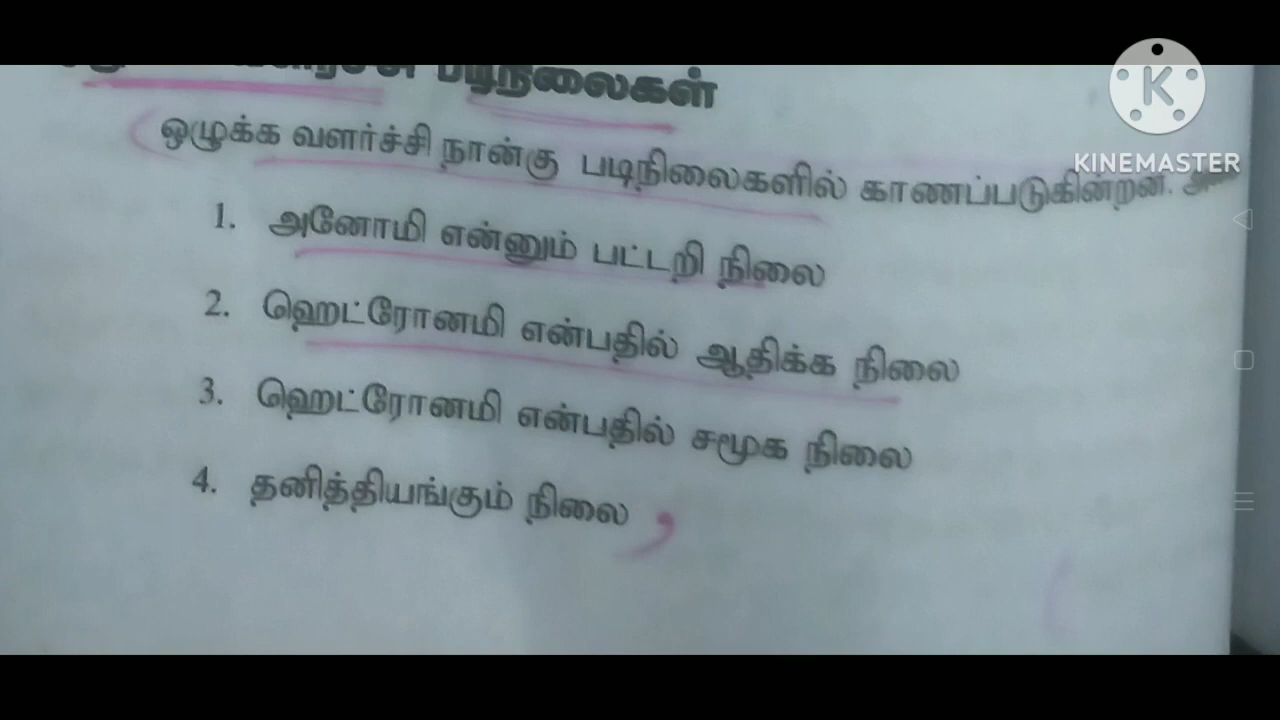 படிநிலைகள்
ஒழுக்க வளர்ச்சி நான்கு படிநிலைகளில் காணப்படுகின்றன.
1. அனோமி என்னும் பட்டறி நிலை
2. ஹெட்ரோனமி என்பதில் ஆதிக்க நிலை
3. ஹெட்ரோனமி என்பதில் சமூக நிலை
4. தனித்தியங்கும் நிலை
KINEMASTER